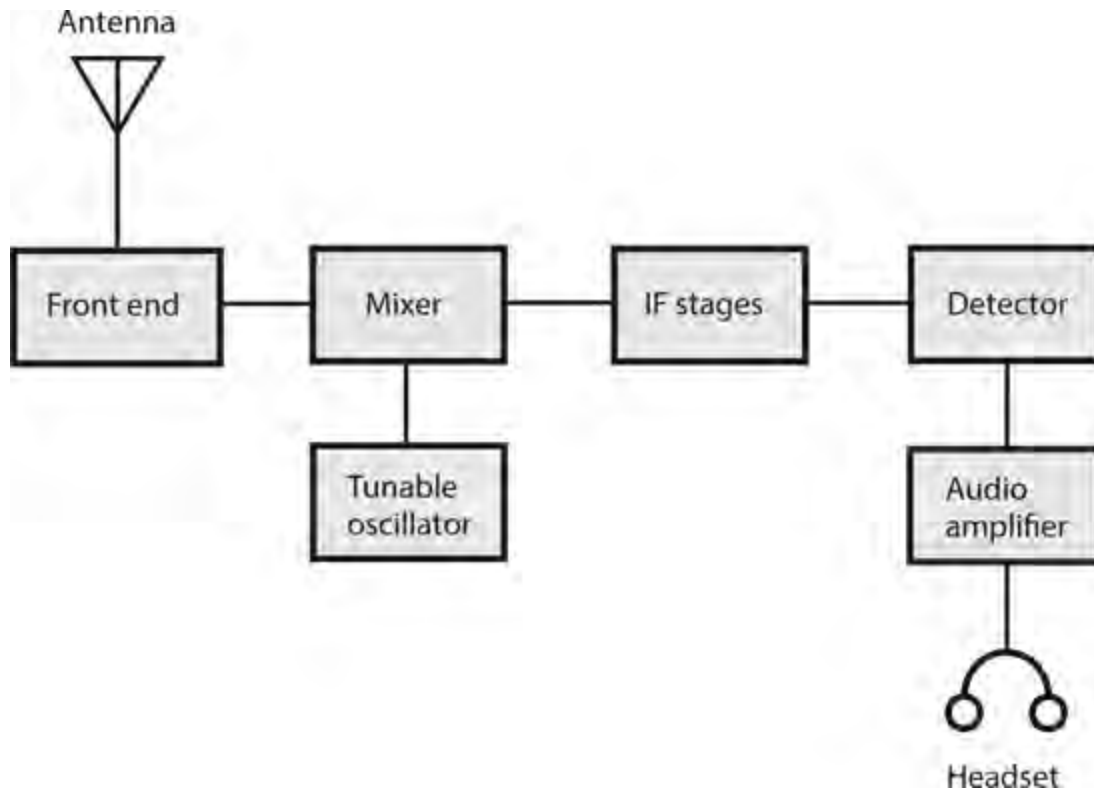 Antenna
Front end
Mixer
IF stages
Detector
Tunable
oscillator
Audio
amplifier
Headset